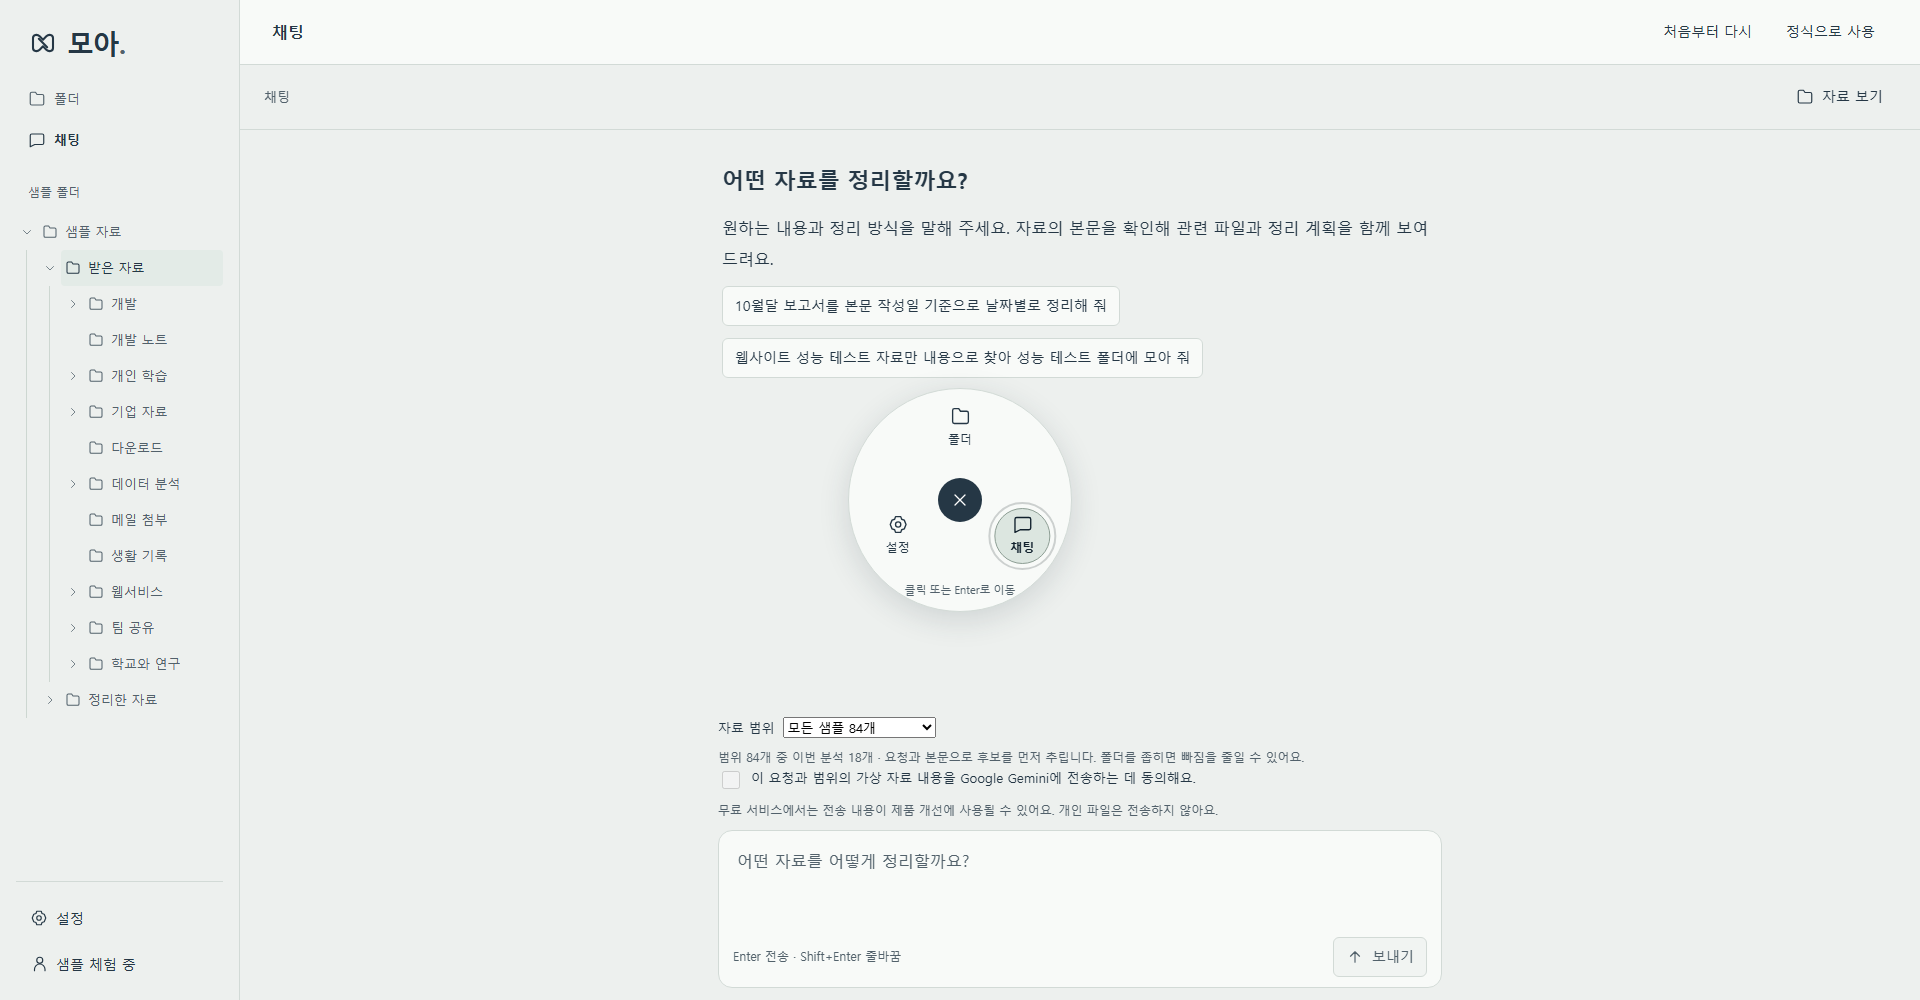 모아.
폴더
채팅
샘플 폴더
샘플 자료
받은 자료
개발
개발 노트
개인 학습
기업 자료
다운로드
데이터 분석
메일 첨부
생활 기록
웹서비스
팀 공유
학교와 연구
정리한 자료
설정
샘플 체험 중
채팅
처음부터 다시
정식으로 사용
채팅
자료 보기
어떤 자료를 정리할까요?
원하는 내용과 정리 방식을 말해 주세요. 자료의 본문을 확인해 관련 파일과 정리 계획을 함께 보여
드려요.
10월달 보고서를 본문 작성일 기준으로 날짜별로 정리해 줘
웹사이트 성능 테스트 자료만 내용으로 찾아 성능 테스트 폴더에 모아 줘
폴더
설정
채팅
클릭 또는 Enter로 이동
자료 범위
모든 샘플 84개
범위 84개 중 이번 분석 18개 · 요청과 본문으로 후보를 먼저 추립니다. 폴더를 좁히면 빠짐을 줄일 수 있어요.
이 요청과 범위의 가상 자료 내용을 Google Gemini에 전송하는 데 동의해요.
무료 서비스에서는 전송 내용이 제품 개선에 사용될 수 있어요. 개인 파일은 전송하지 않아요.
어떤 자료를 어떻게 정리할까요?
Enter 전송 · Shift+Enter 줄바꿈
보내기